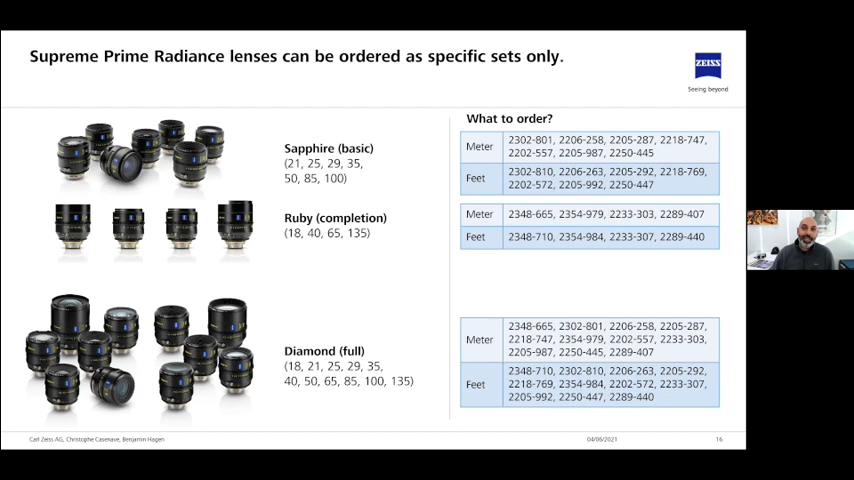 Supreme Prime Radiance lenses can be ordered as specific sets only.
ZEISS
Seeing beyond
What to order?
Sapphire (basic)
(21, 25, 29, 35,
50, 85, 100)
Meter
2302-801, 2206-258, 2205-287, 2218-747,
2202-557, 2205-987, 2250-445
Feet
2302-810, 2206-263, 2205-292, 2218-769,
2202-572, 2205-992, 2250-447
Ruby (completion)
(18, 40, 65, 135)
Meter
2348-665, 2354-979, 2233-303, 2289-407
Feet
2348-710, 2354-984, 2233-307, 2289-440
Diamond (full)
(18, 21, 25, 29, 35,
40, 50, 65, 85, 100, 135)
Meter
2348-665, 2302-801, 2206-258, 2205-287,
2218-747, 2354-979, 2202-557, 2233-303,
2205-987, 2250-445, 2289-407
Feet
2348-710, 2302-810, 2206-263, 2205-292,
2218-769, 2354-984, 2202-572, 2233-307,
2205-992, 2250-447, 2289-440
Carl Zeiss AG, Christophe Casenave, Benjamin Hagen
04/06/2021
16